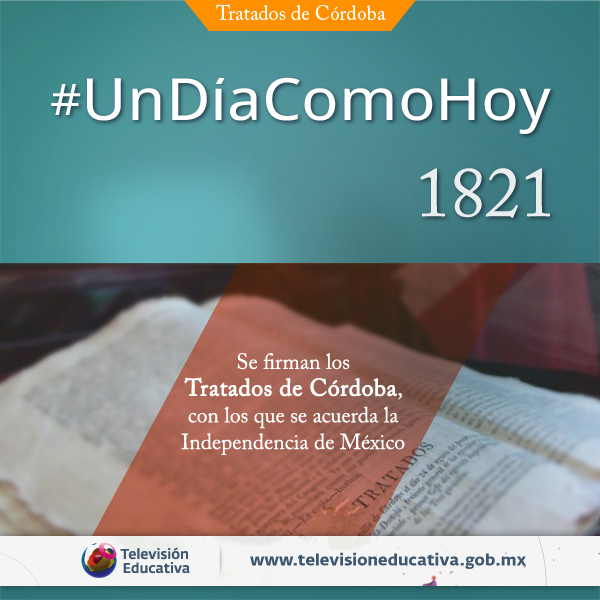 Tratados de Córdoba
#UnDíaComoHoy
1821
Se firman los
Tratados de Córdoba,
con los que se acuerda la
Independencia de México
TRATADOS
Televisión
Educativa
www.televisioneducativa.gob.mx